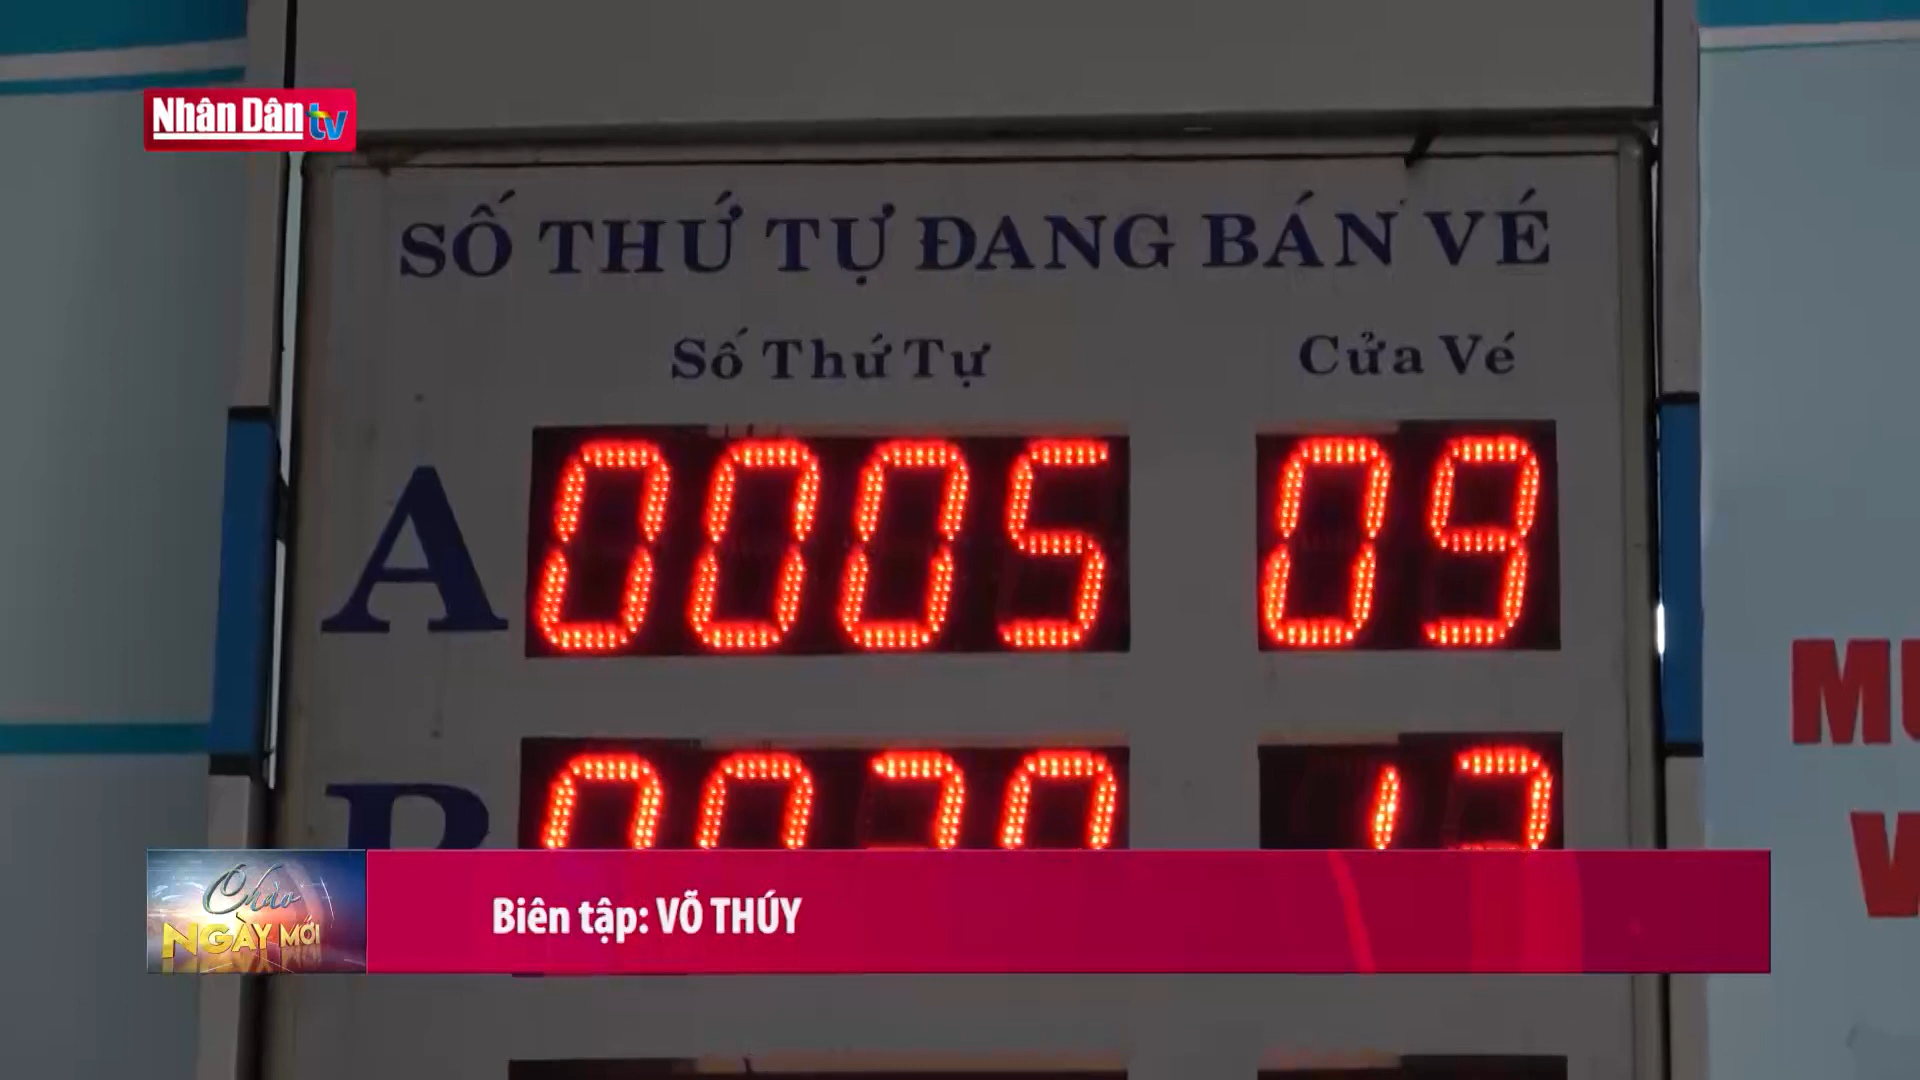 Nhân Dân tv
SỐ THỨ TỰ ĐANG BÁN VÉ
Số Thứ Tự Cửa Vé
A 0005 09
B
Chào
NGÀY MỚI
Biên tập: VÕ THÚY